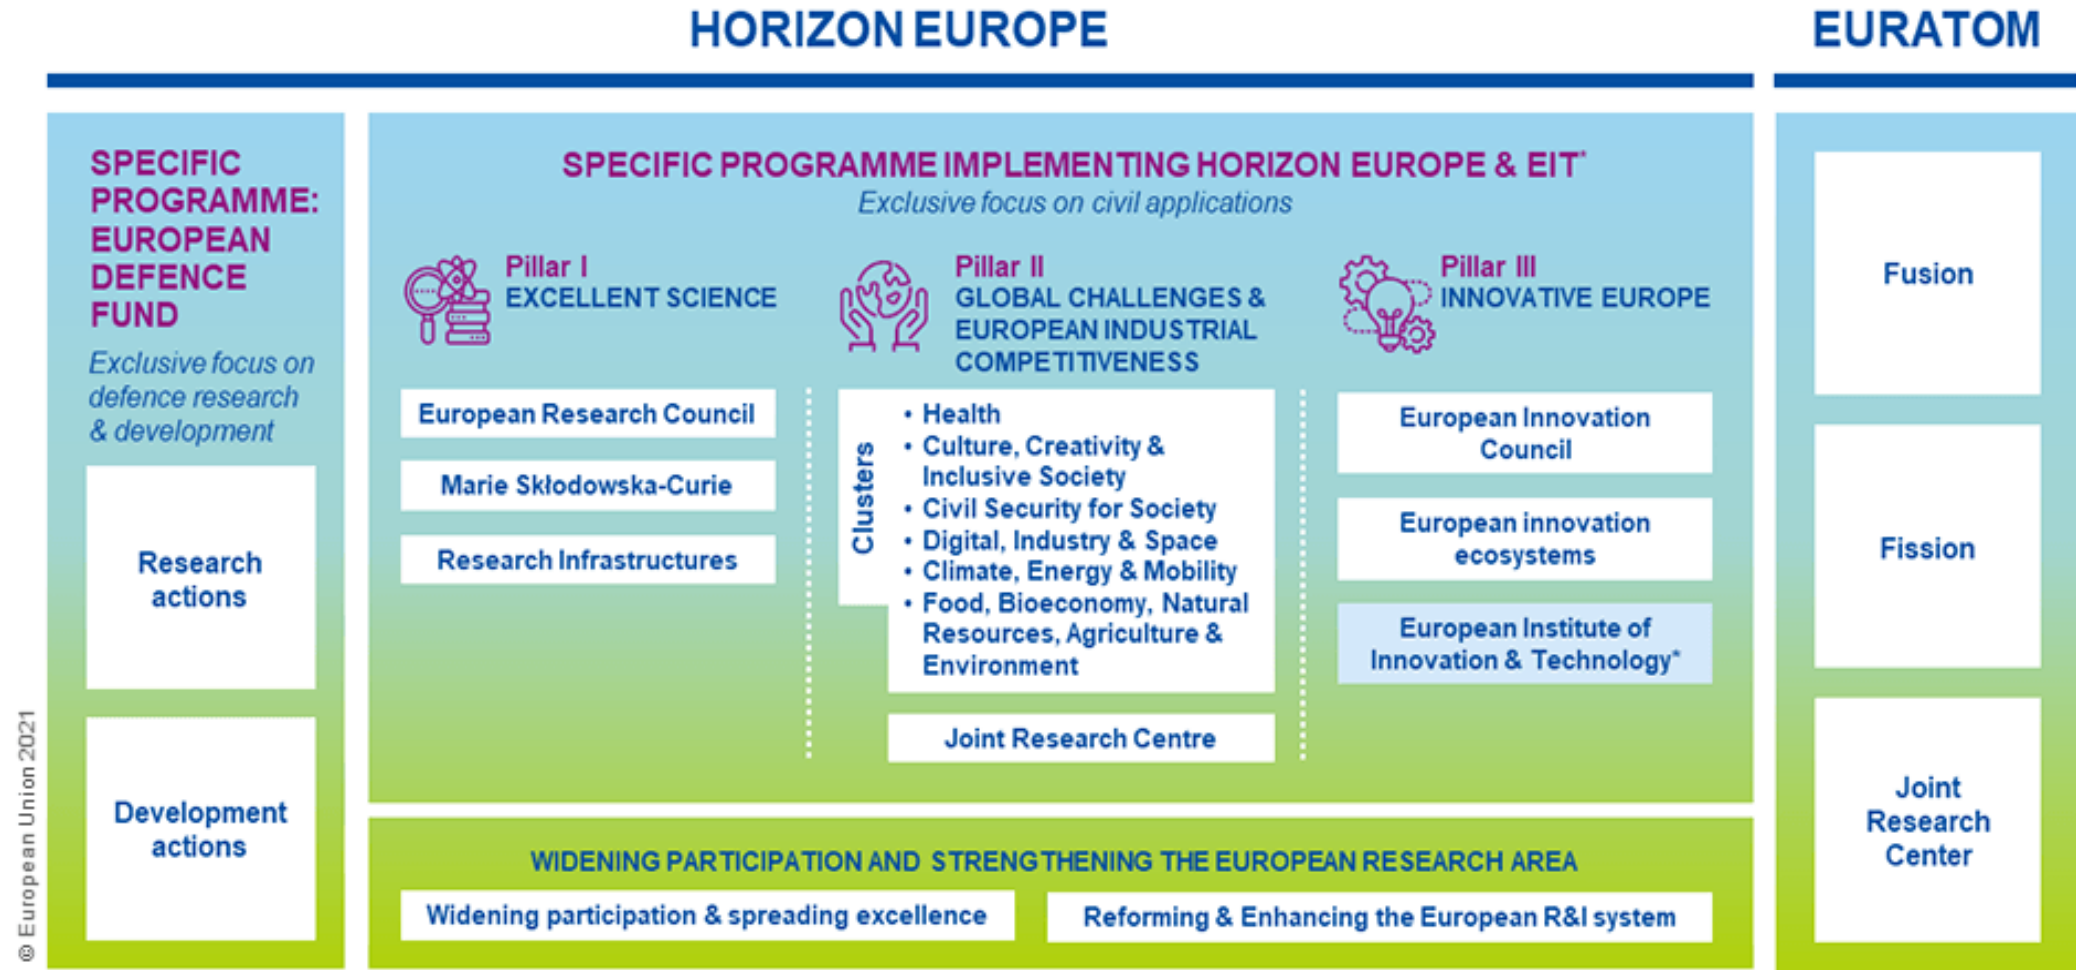 HORIZON EUROPE
EURATOM
SPECIFIC
PROGRAMME:
EUROPEAN
DEFENCE
FUND
Exclusive focus on
defence research
& development
Research
actions
Development
actions
SPECIFIC PROGRAMME IMPLEMENTING HORIZON EUROPE & EIT*
Exclusive focus on civil applications
Pillar I
EXCELLENT SCIENCE
European Research Council
Marie Skłodowska-Curie
Research Infrastructures
Pillar II
GLOBAL CHALLENGES &
EUROPEAN INDUSTRIAL
COMPETITIVENESS
Clusters
• Health
• Culture, Creativity &
Inclusive Society
• Civil Security for Society
• Digital, Industry & Space
• Climate, Energy & Mobility
• Food, Bioeconomy, Natural
Resources, Agriculture &
Environment
Joint Research Centre
Pillar III
INNOVATIVE EUROPE
European Innovation
Council
European innovation
ecosystems
European Institute of
Innovation & Technology*
WIDENING PARTICIPATION AND STRENGTHENING THE EUROPEAN RESEARCH AREA
Widening participation & spreading excellence
Reforming & Enhancing the European R&I system
Fusion
Fission
Joint
Research
Center
© European Union 2021